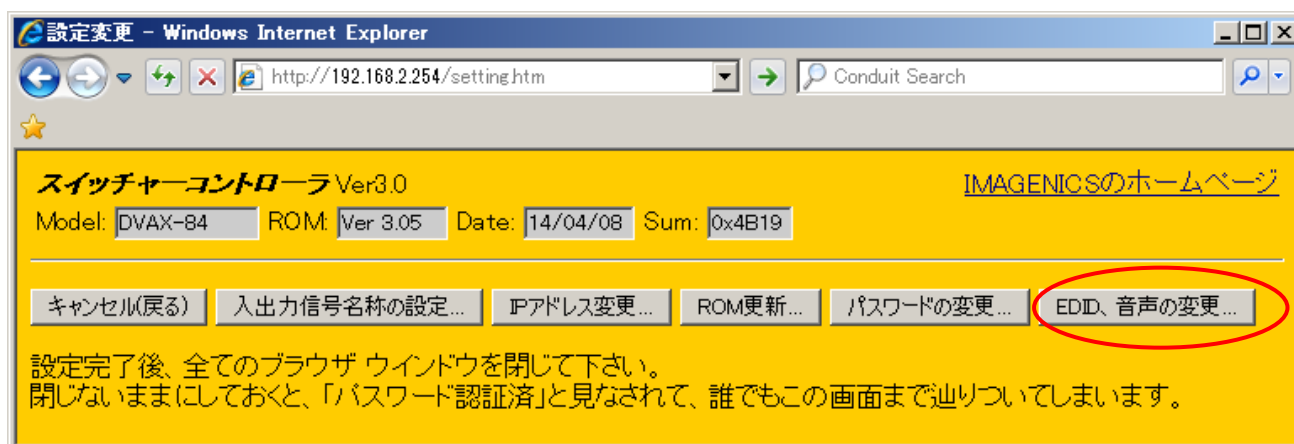 設定変更 - Windows Internet Explorer
http://192.168.2.254/setting.htm
Conduit Search
スイッチャーコントローラ Ver3.0
IMAGENICSのホームページ
Model: DVAX-84 ROM: Ver 3.05 Date: 14/04/08 Sum: 0x4B19
キャンセル(戻る) 入出力信号名称の設定... IPアドレス変更... ROM更新... パスワードの変更... EDID、音声の変更...
設定完了後、全てのブラウザ ウインドウを閉じて下さい。
閉じないままにしておくと、「パスワード認証済」と見なされて、誰でもこの画面まで辿りついてしまいます。